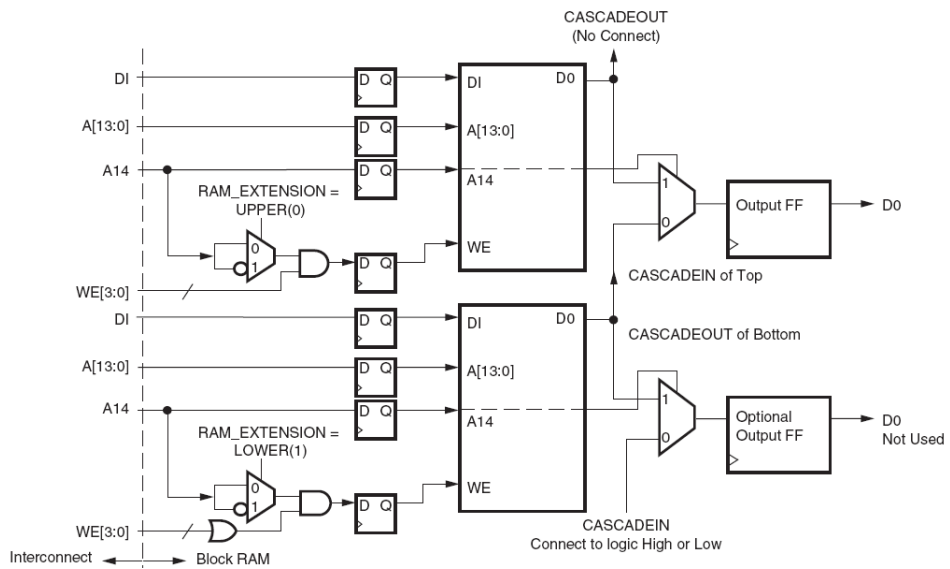 CASCADEOUT
(No Connect)
DI
D Q
DI
D0
A[13:0]
D Q
A[13:0]
A14
D Q
A14
RAM_EXTENSION =
UPPER(0)
1
Output FF
D0
0
0
1
D Q
WE
WE[3:0]
CASCADEIN of Top
DI
D Q
DI
D0
CASCADEOUT of Bottom
A[13:0]
D Q
A[13:0]
A14
D Q
A14
RAM_EXTENSION =
LOWER(1)
1
Optional
Output FF
D0
Not Used
0
0
1
D Q
WE
WE[3:0]
CASCADEIN
Connect to logic High or Low
Interconnect
Block RAM